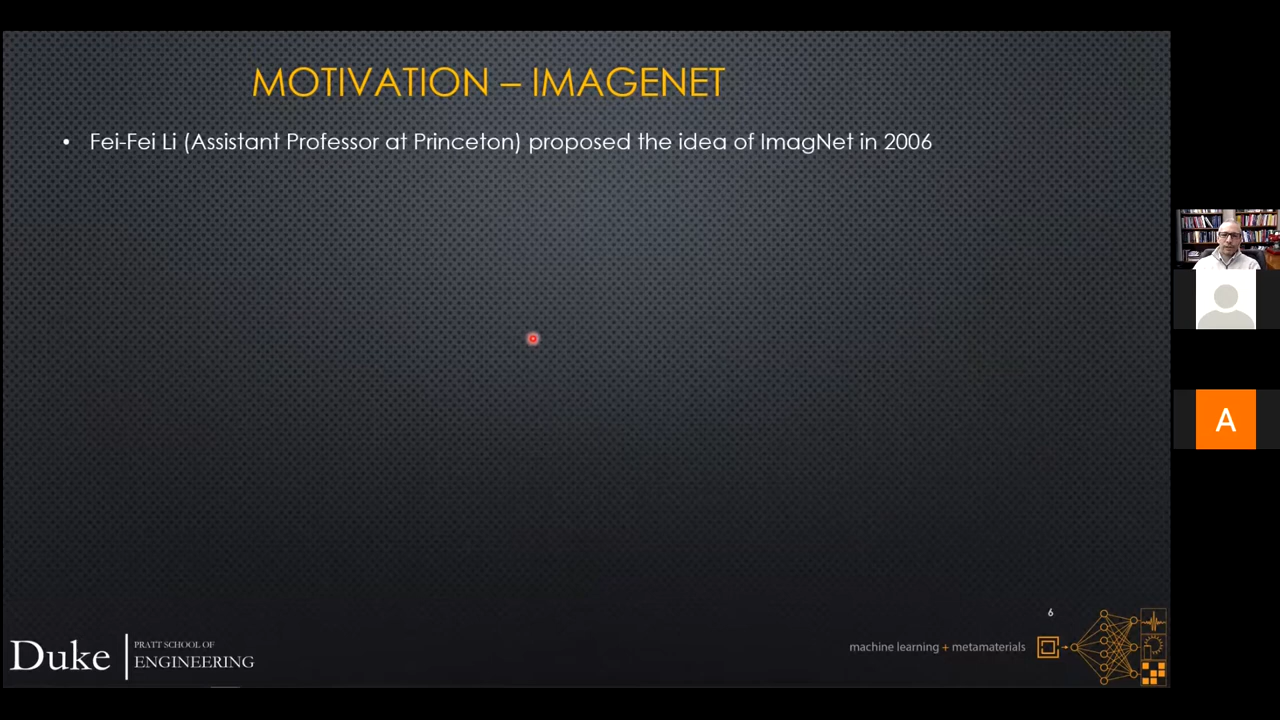 MOTIVATION – IMAGENET
• Fei-Fei Li (Assistant Professor at Princeton) proposed the idea of ImagNet in 2006
A
6
Duke
PRATT SCHOOL OF
ENGINEERING
machine learning + metamaterials